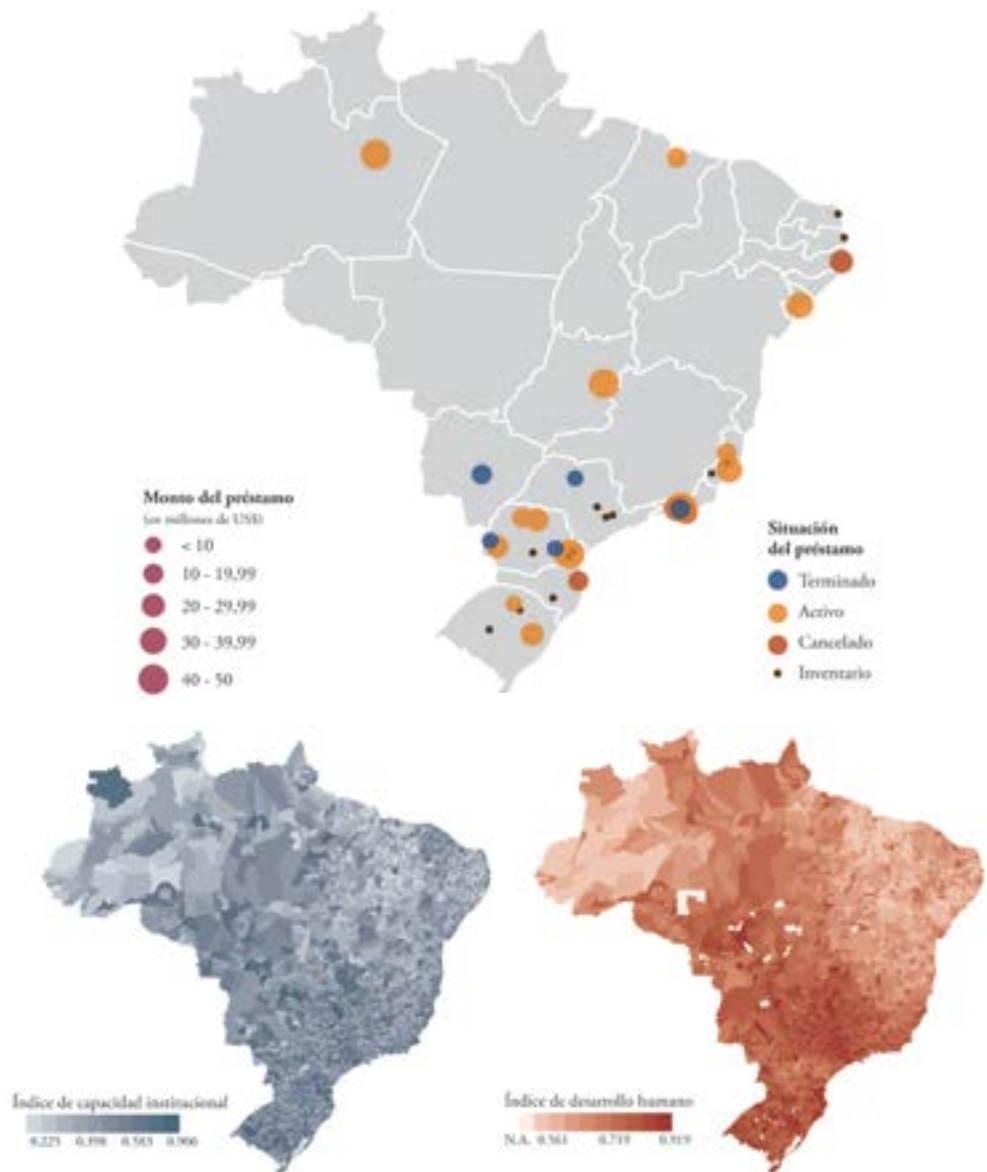 Monto del préstamo
(en millones de US$)
< 10
10 - 19,99
20 - 29,99
30 - 39,99
40 - 50
Situación
del préstamo
Terminado
Activo
Cancelado
Inventario
Índice de capacidad institucional
0.225 0.398 0.583 0.906
Índice de desarrollo humano
N.A. 0.561 0.739 0.919